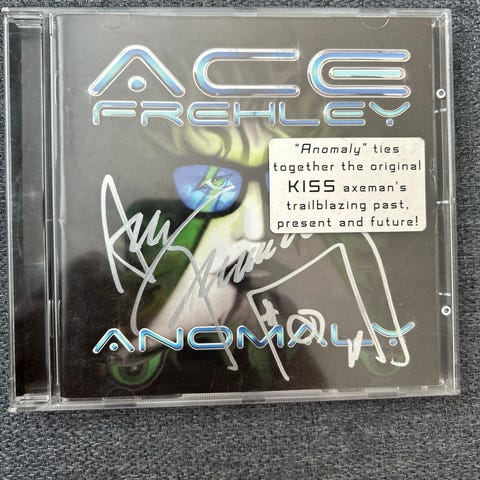 ACE
FREHLEY
"Anomaly" ties
together the original
KISS axeman's
trailblazing past,
present and future!
ANOMALY